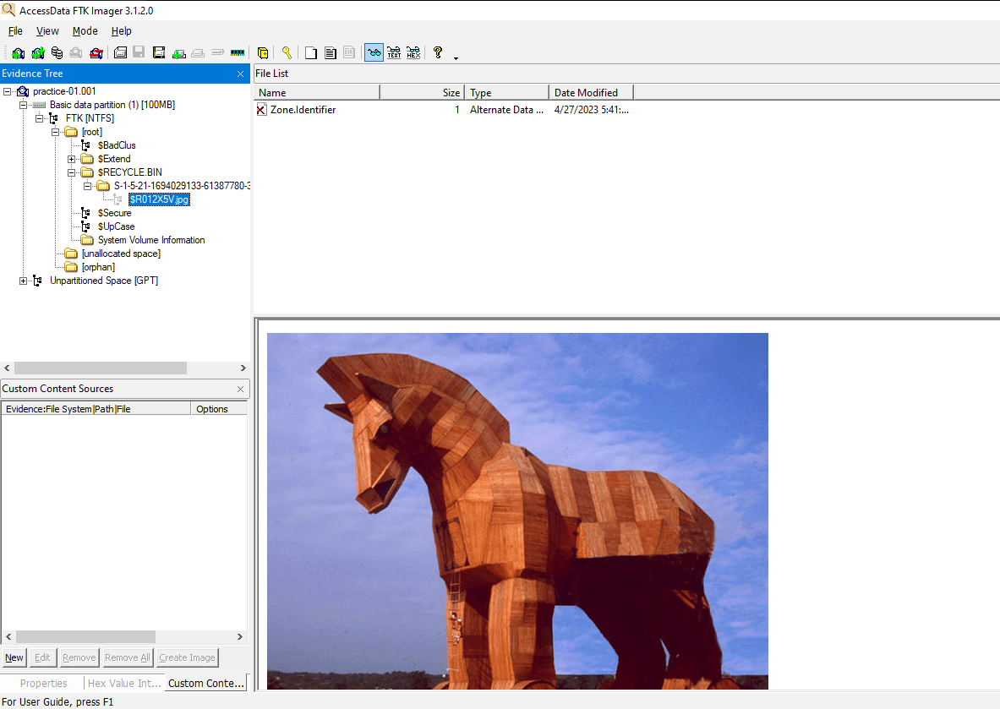 AccessData FTK Imager 3.1.2.0
File View Mode Help
TEXT HEX
Evidence Tree
practice-01.001
Basic data partition (1) [100MB]
FTK [NTFS]
[root]
$BadClus
$Extend
$RECYCLE.BIN
S-1-5-21-1694029133-61387780-3
$R012X5V.jpg
$Secure
$UpCase
System Volume Information
[unallocated space]
[orphan]
Unpartitioned Space [GPT]
File List
Name Size Type Date Modified
Zone.Identifier 1 Alternate Data ... 4/27/2023 5:41:...
Custom Content Sources
Evidence:File System|Path|File Options
New Edit Remove Remove All Create Image
Properties Hex Value Int... Custom Conte...
For User Guide, press F1